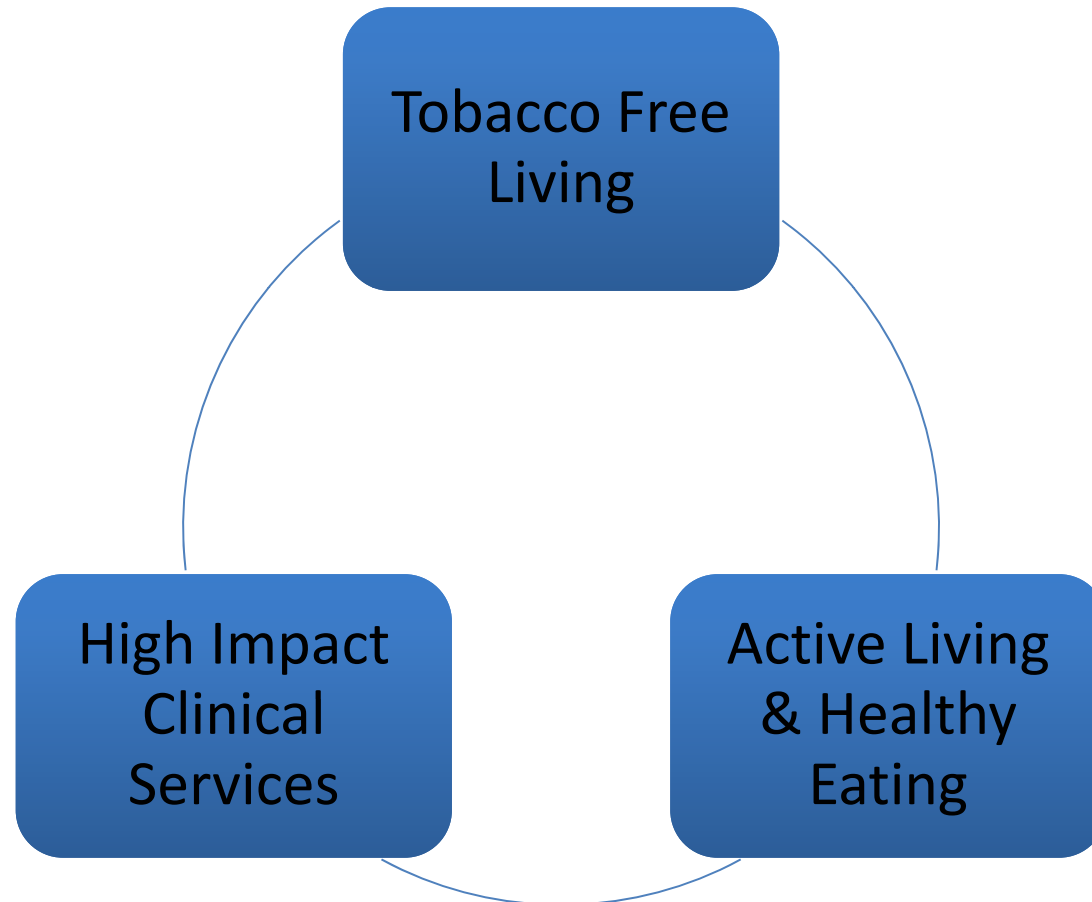 Tobacco Free
Living
High Impact
Clinical
Services
Active Living
& Healthy
Eating